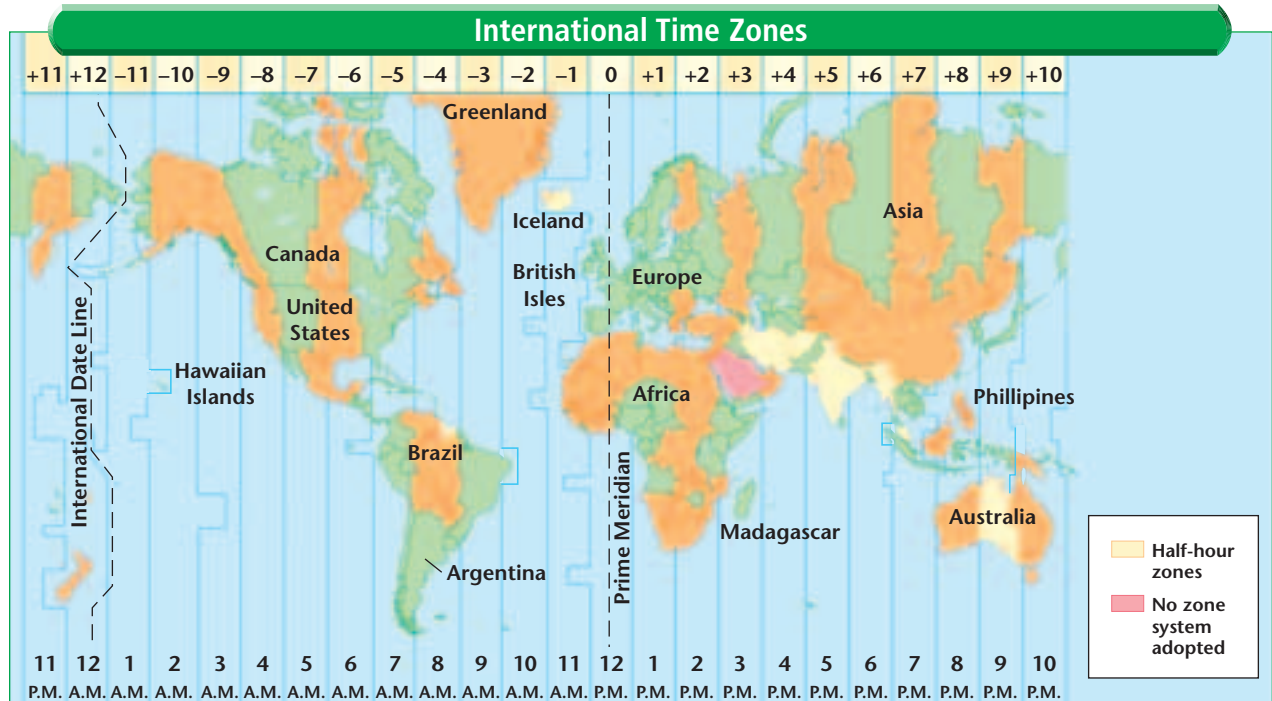 International Time Zones
+11 +12 –11 –10 –9 –8 –7 –6 –5 –4 –3 –2 –1 0 +1 +2 +3 +4 +5 +6 +7 +8 +9 +10
Greenland
Iceland
Asia
Canada
British
Isles
Europe
United
States
International Date Line
Hawaiian
Islands
Africa
Phillipines
Brazil
Prime Meridian
Madagascar
Australia
Argentina
11 12 1 2 3 4 5 6 7 8 9 10 11 12 1 2 3 4 5 6 7 8 9 10
P.M. A.M. A.M. A.M. A.M. A.M. A.M. A.M. A.M. A.M. A.M. A.M. A.M. P.M. P.M. P.M. P.M. P.M. P.M. P.M. P.M. P.M. P.M. P.M.
Half-hour
zones
No zone
system
adopted